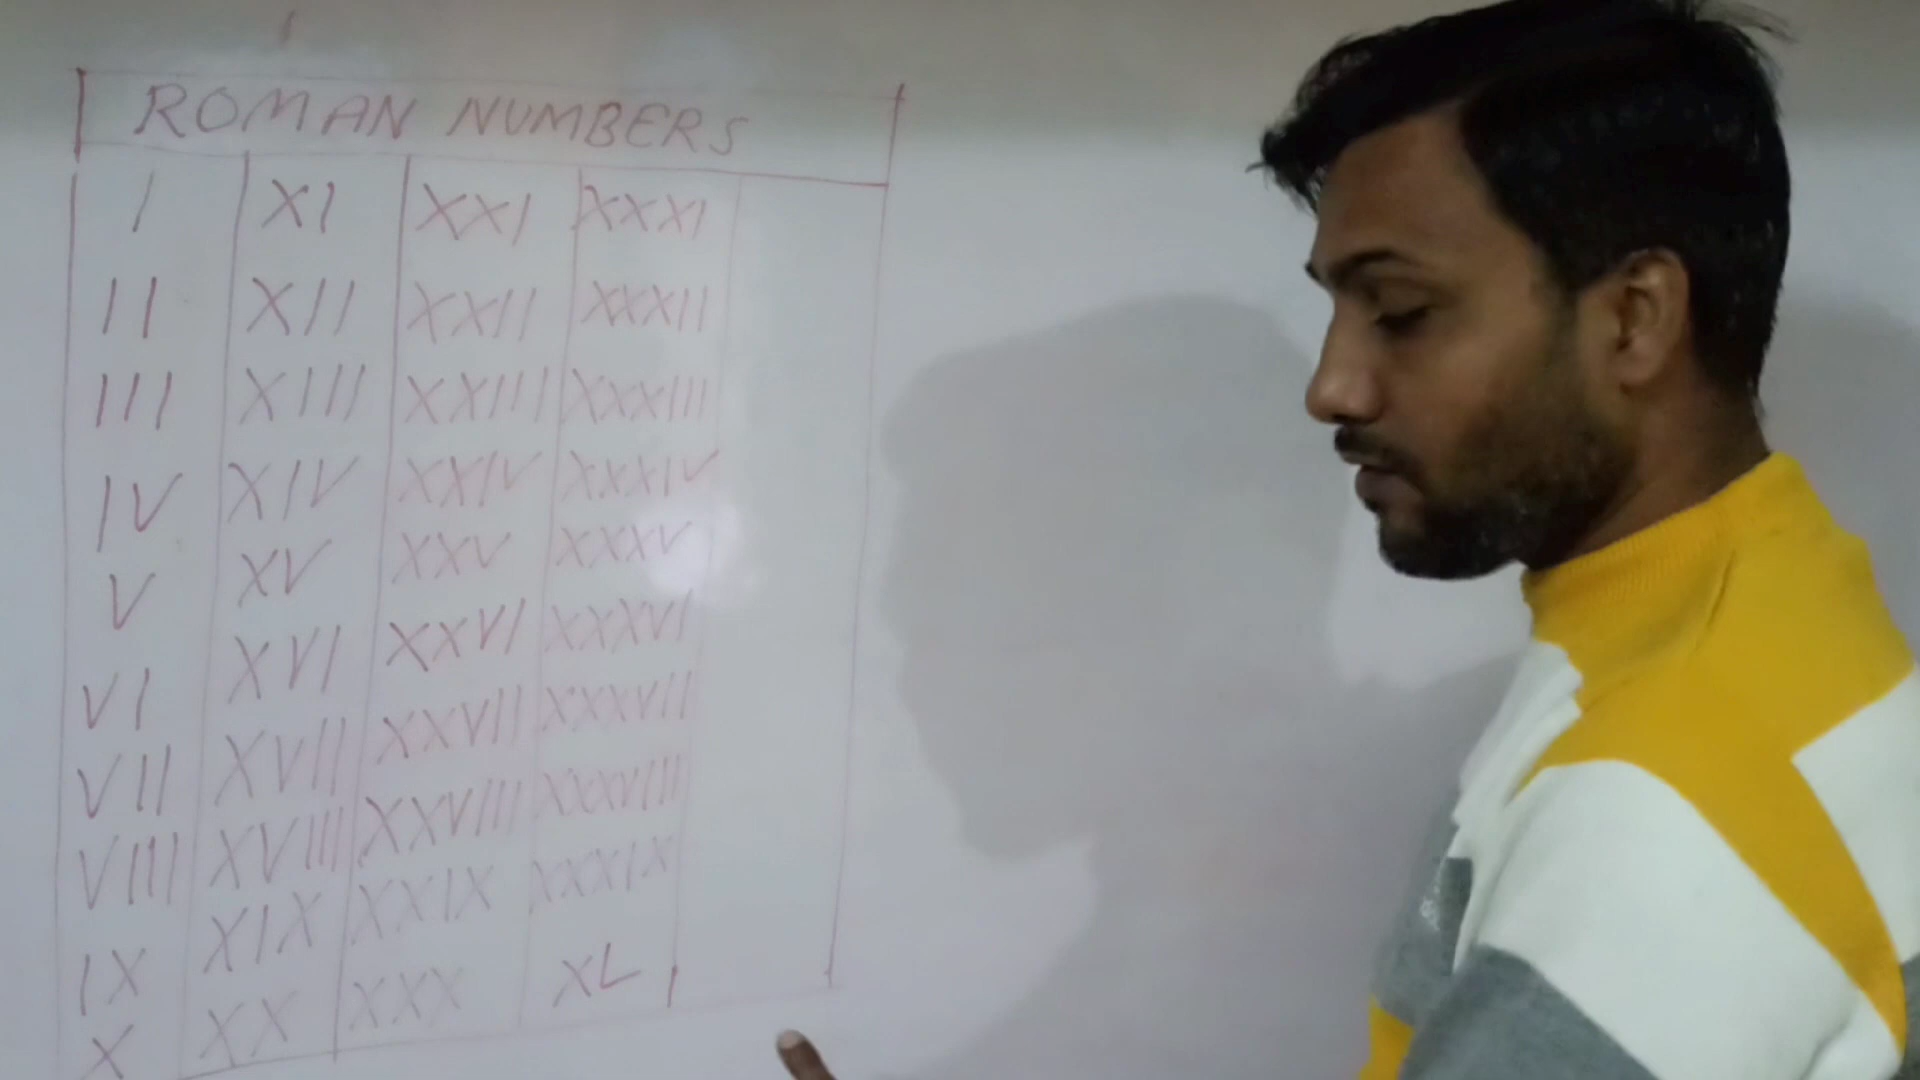 ROMAN NUMBERS
I XI XXI XXXI
II XII XXII XXXII
III XIII XXIII XXXIII
IV XIV XXIV XXXIV
V XV XXV XXXV
VI XVI XXVI XXXVI
VII XVII XXVII XXXVII
VIII XVIII XXVIII XXXVIII
IX XIX XXIX XXXIX
X XX XXX XL